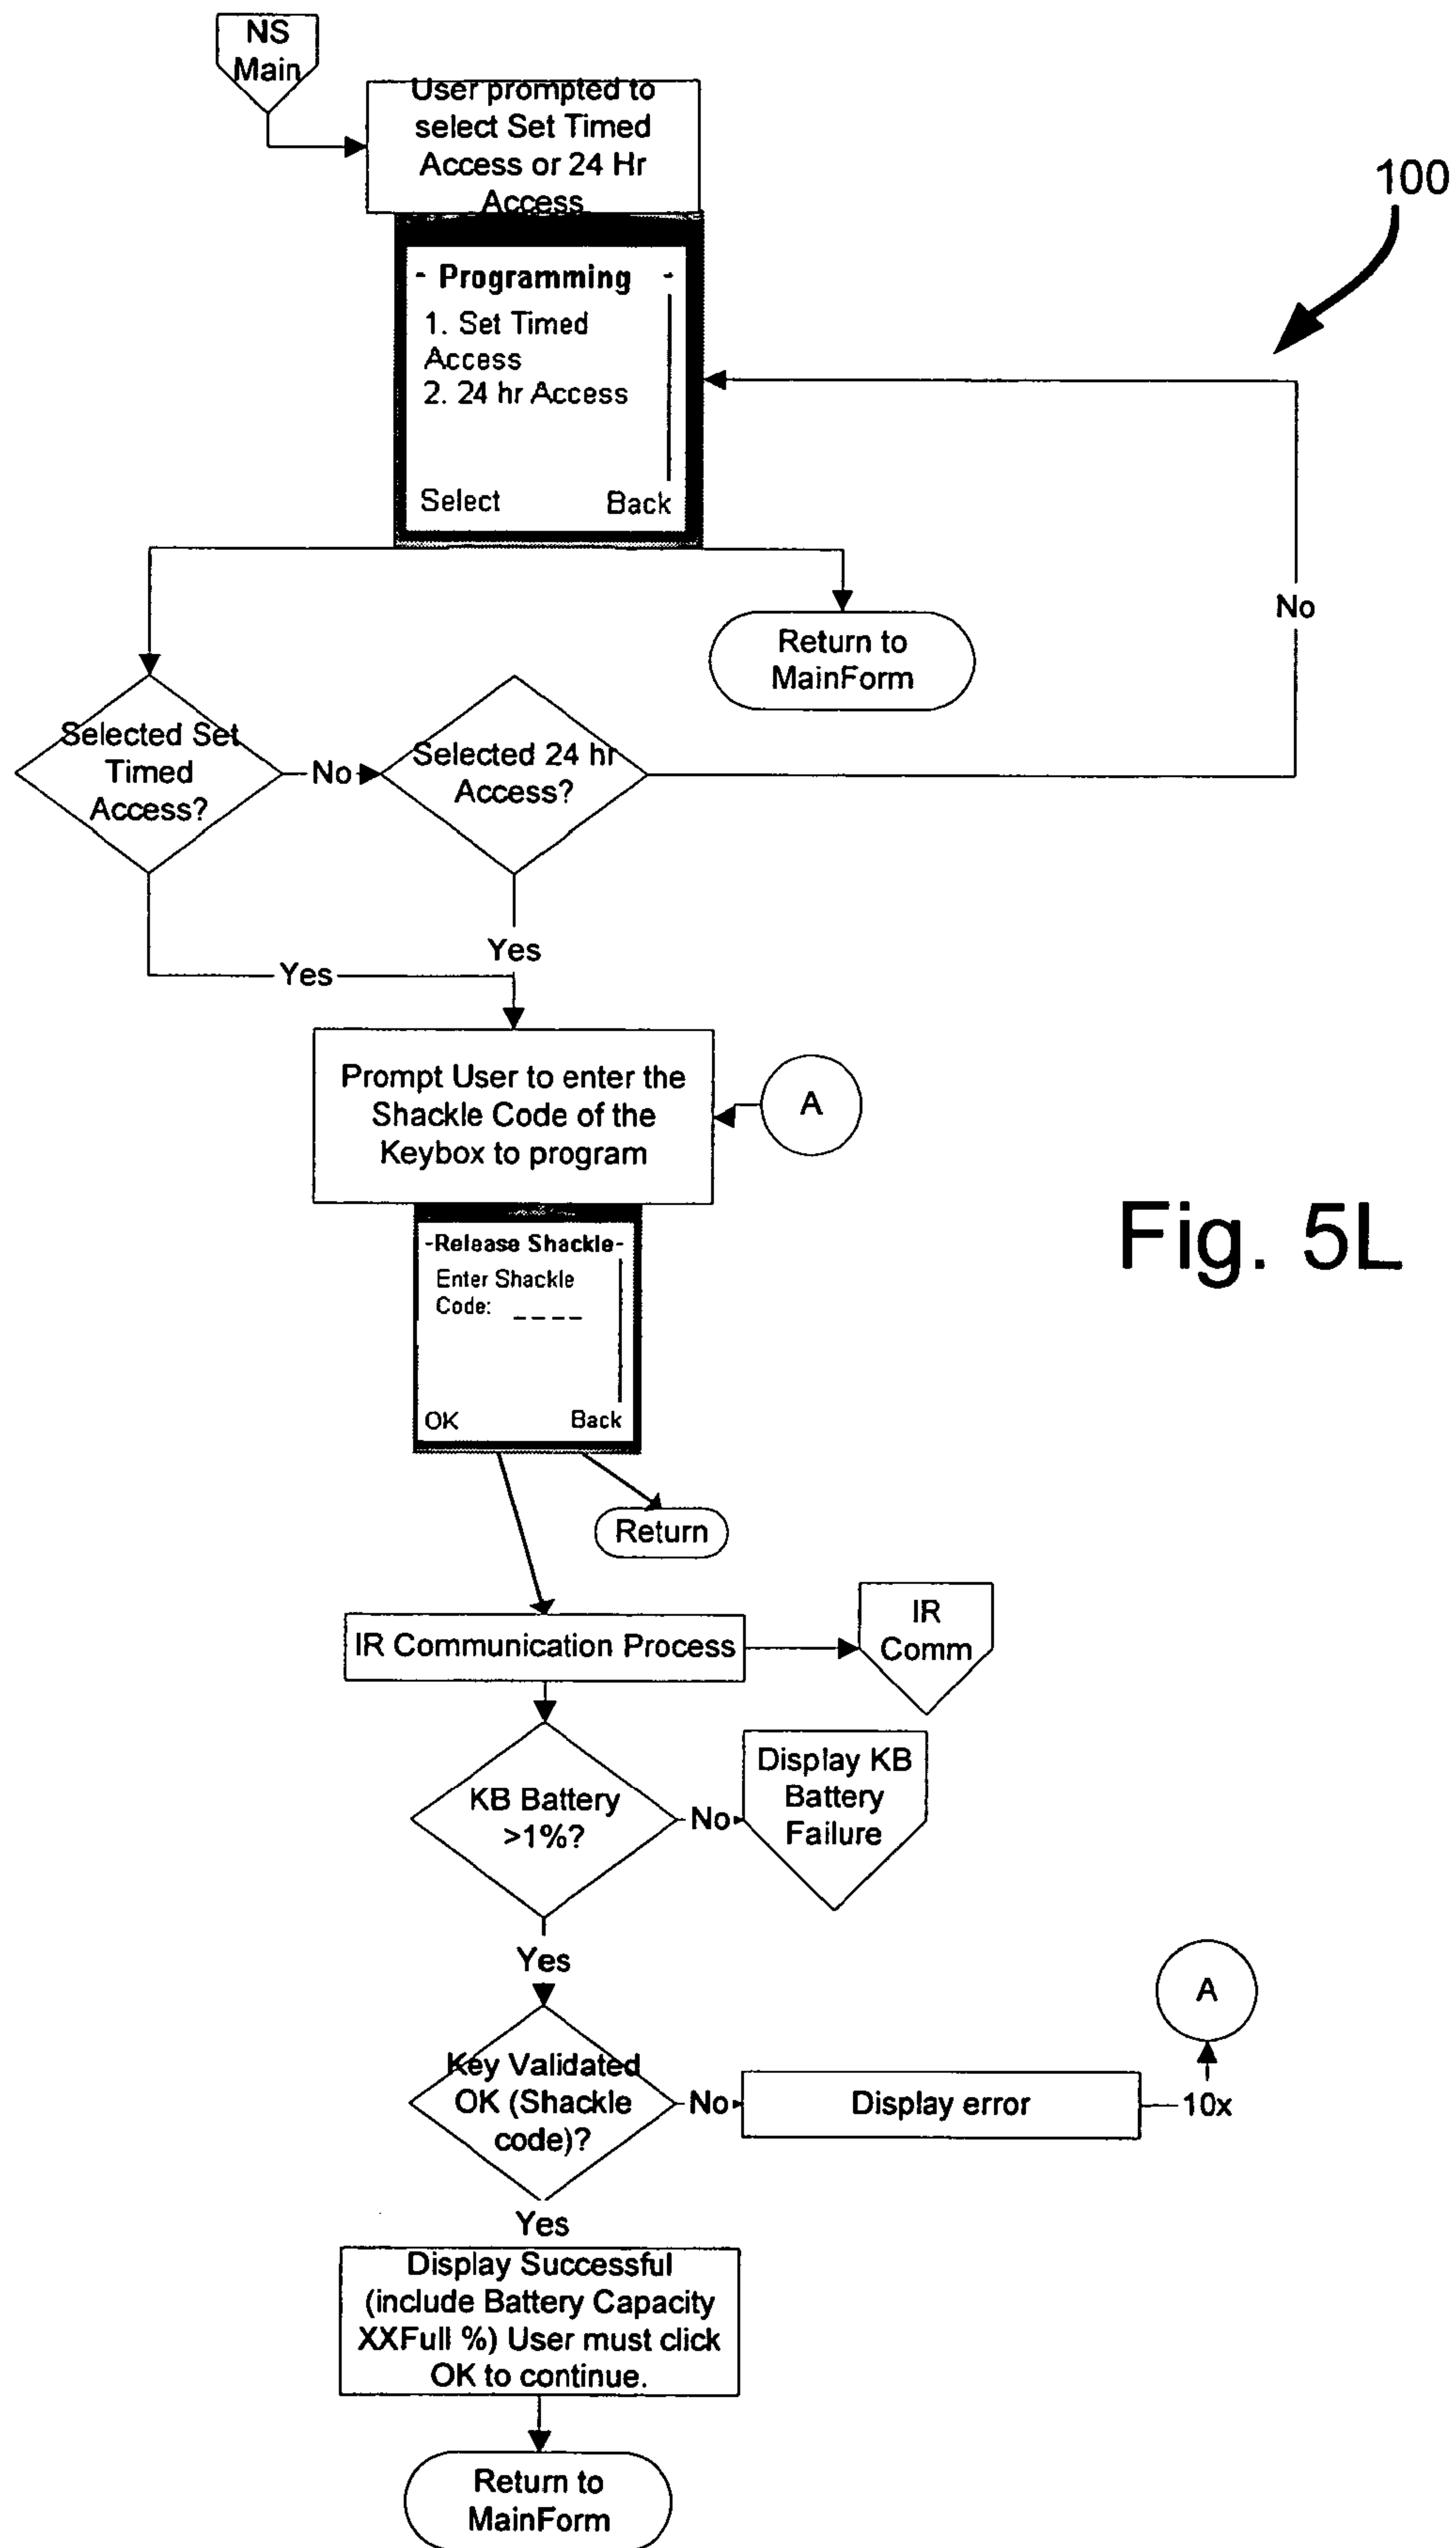 NS
Main
User prompted to
select Set Timed
Access or 24 Hr
Access
100
- Programming -
1. Set Timed
Access
2. 24 hr Access
Select Back
No
Return to
MainForm
Selected Set
Timed
Access?
No
Selected 24 hr
Access?
Yes
Yes
Prompt User to enter the
Shackle Code of the
Keybox to program
A
Fig. 5L
-Release Shackle-
Enter Shackle
Code: _ _ _ _
OK Back
Return
IR Communication Process
IR
Comm
KB Battery
>1%?
No
Display KB
Battery
Failure
Yes
A
Key Validated
OK (Shackle
code)?
No
Display error
10x
Yes
Display Successful
(include Battery Capacity
XXFull %) User must click
OK to continue.
Return to
MainForm